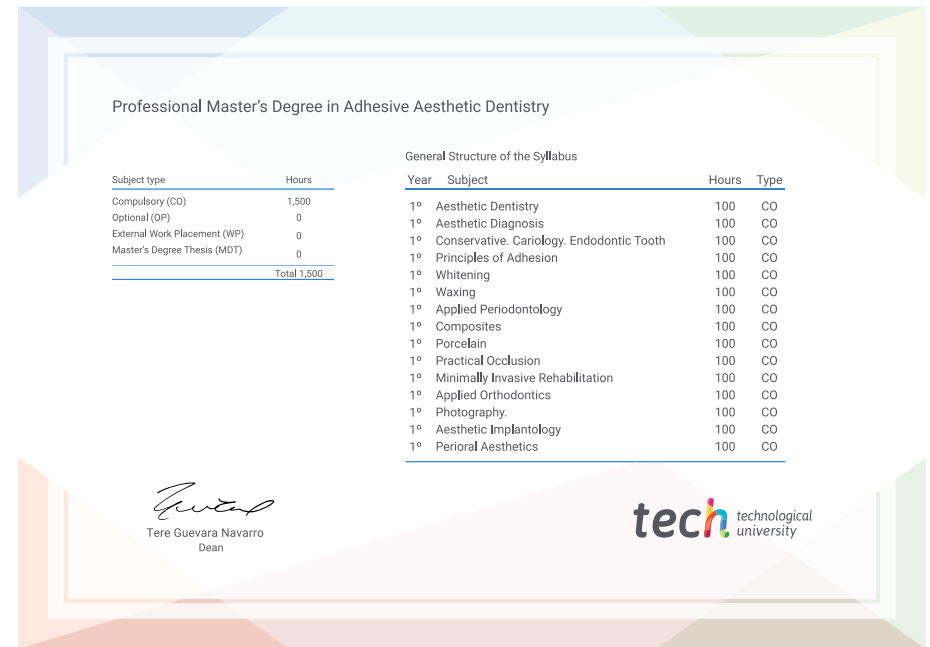 Professional Master's Degree in Adhesive Aesthetic Dentistry
Subject type Hours
Compulsory (CO) 1,500
Optional (OP) 0
External Work Placement (WP) 0
Master's Degree Thesis (MDT) 0
Total 1,500
General Structure of the Syllabus
Year Subject Hours Type
1º Aesthetic Dentistry 100 CO
1º Aesthetic Diagnosis 100 CO
1º Conservative. Cariology. Endodontic Tooth 100 CO
1º Principles of Adhesion 100 CO
1º Whitening 100 CO
1º Waxing 100 CO
1º Applied Periodontology 100 CO
1º Composites 100 CO
1º Porcelain 100 CO
1º Practical Occlusion 100 CO
1º Minimally Invasive Rehabilitation 100 CO
1º Applied Orthodontics 100 CO
1º Photography. 100 CO
1º Aesthetic Implantology 100 CO
1º Perioral Aesthetics 100 CO
Tere Guevara Navarro
Dean
tech technological
university